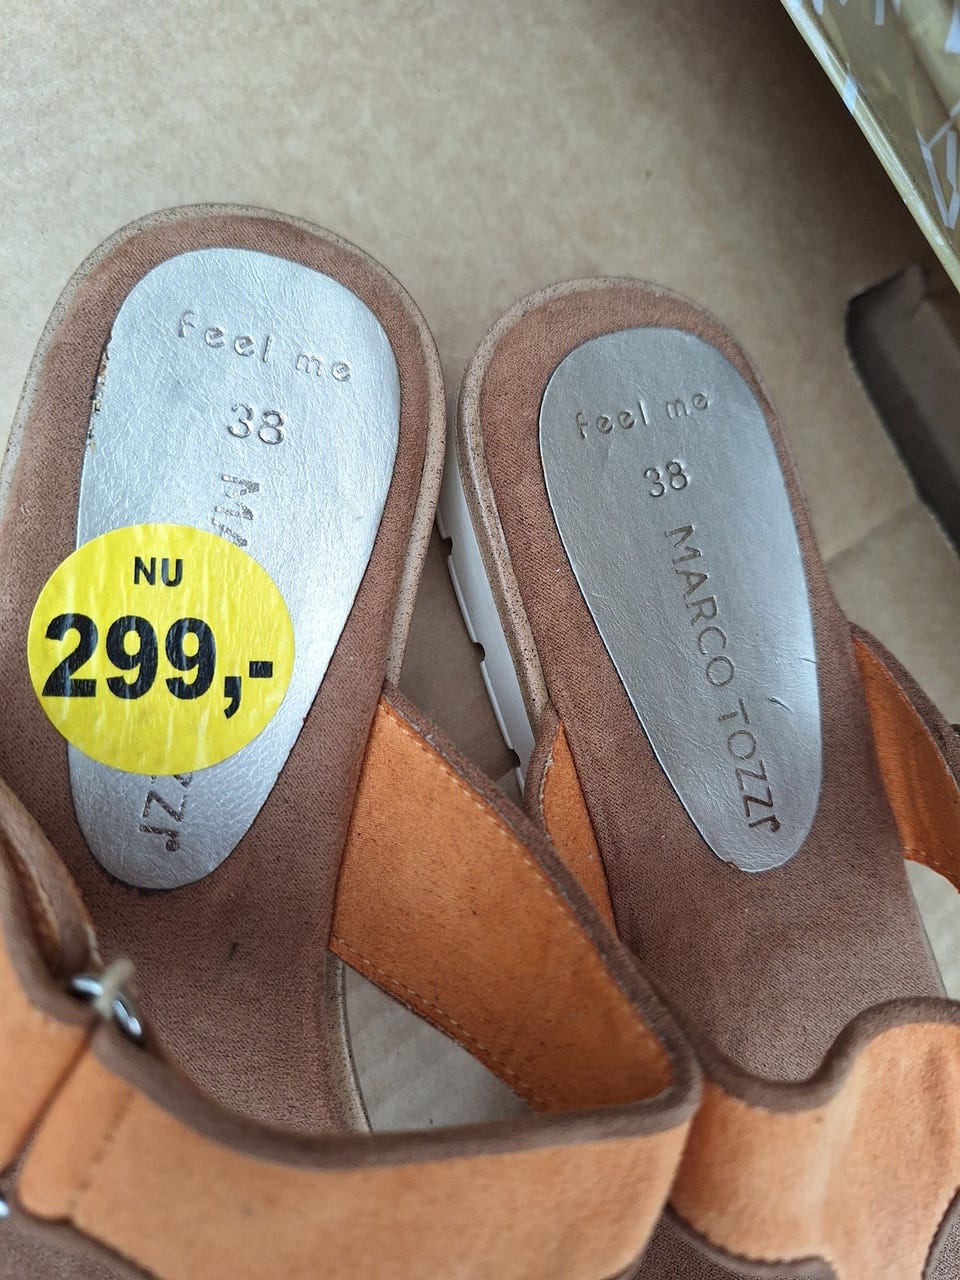 feel me
38
NU
299,-
feel me
38
MARCO TOZZI